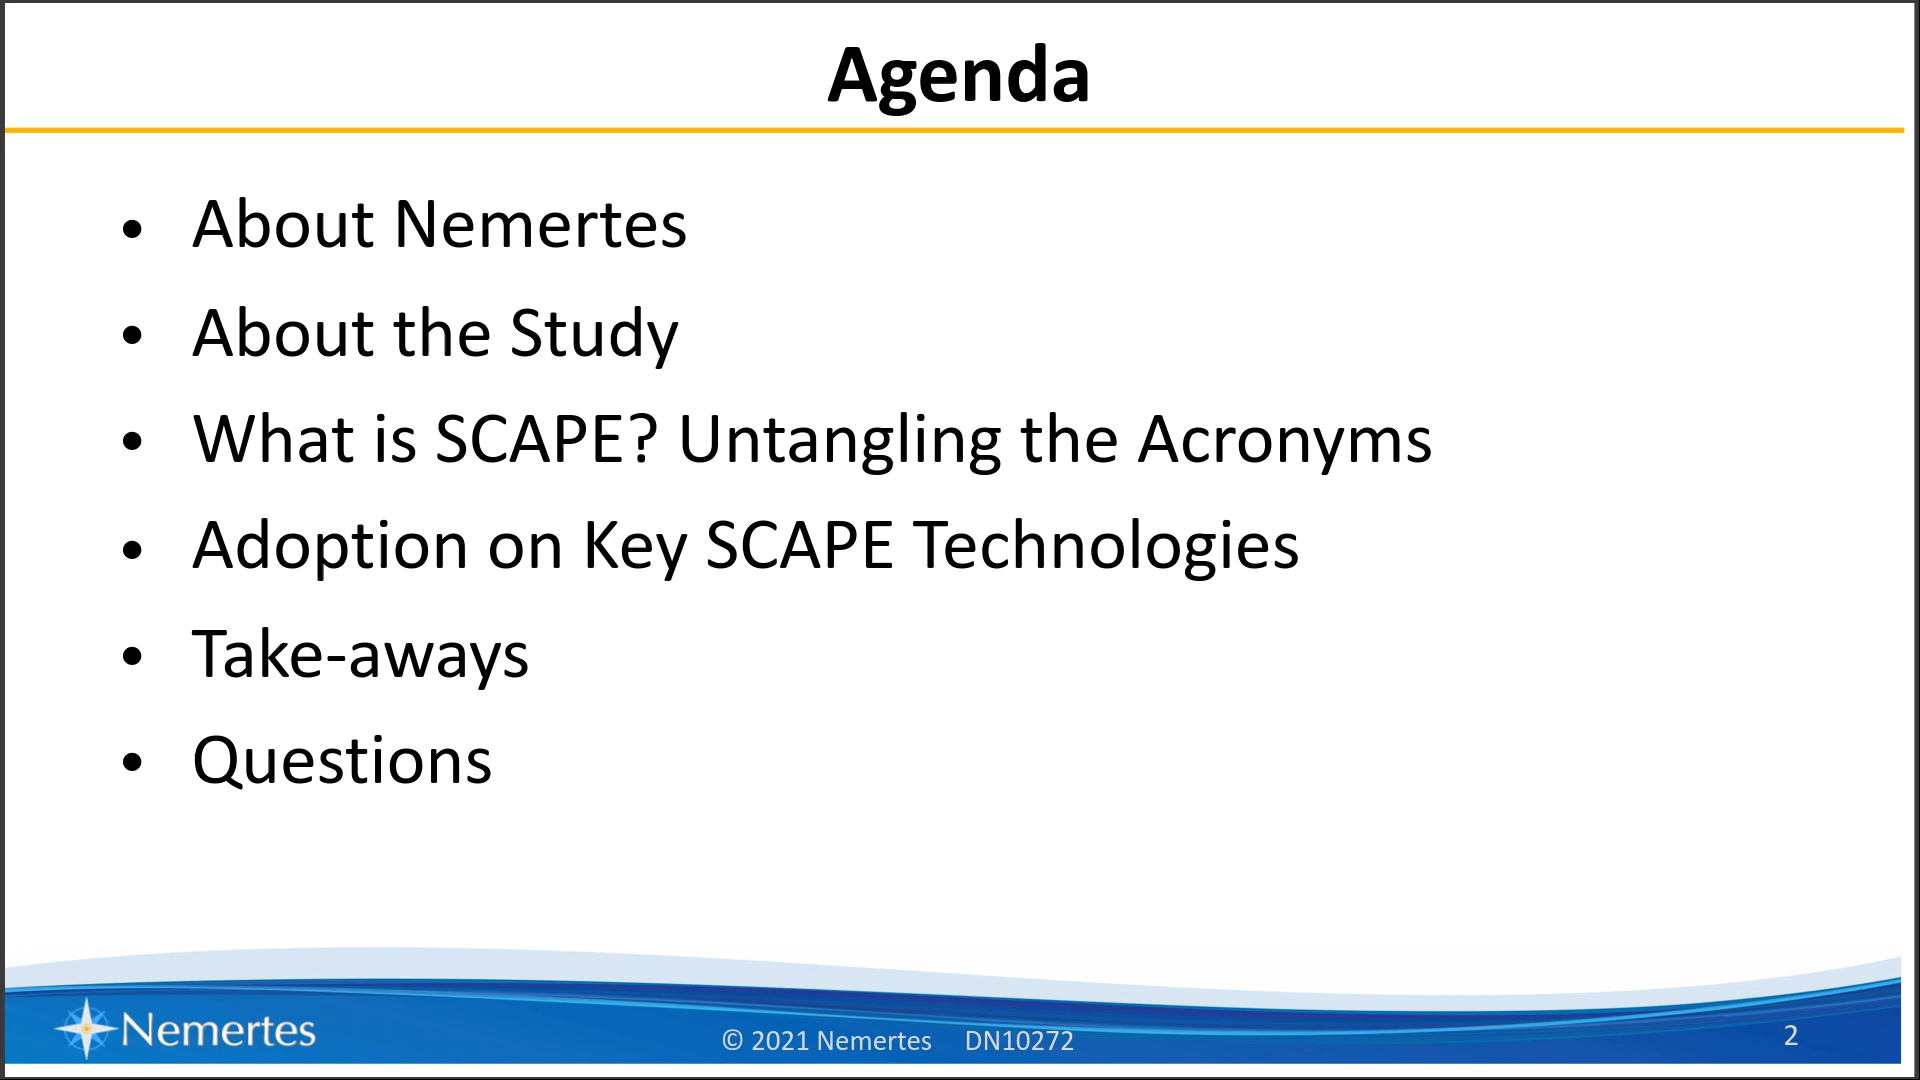 Agenda
• About Nemertes
• About the Study
• What is SCAPE? Untangling the Acronyms
• Adoption on Key SCAPE Technologies
• Take-aways
• Questions
Nemertes
© 2021 Nemertes DN10272
2